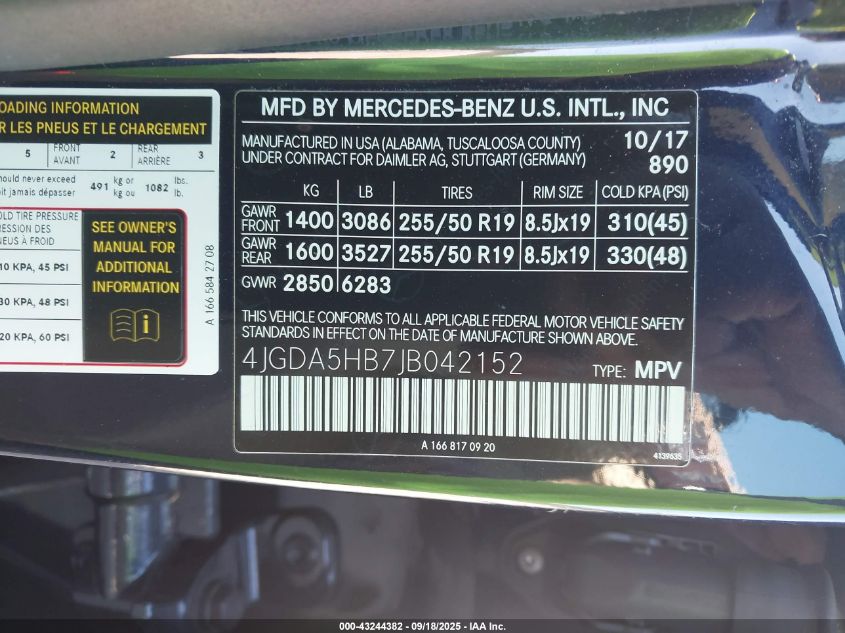 OADING INFORMATION
R LES PNEUS ET LE CHARGEMENT
5 FRONT AVANT 2 REAR ARRIÈRE 3
ould never exceed
it jamais dépasser
491 kg or kg ou 1082 lbs. lb.
OLD TIRE PRESSURE
RESSION DES
NEUS À FROID
10 KPA, 45 PSI
30 KPA, 48 PSI
20 KPA, 60 PSI
SEE OWNER'S
MANUAL FOR
ADDITIONAL
INFORMATION
i
A 166 584 27 08
MFD BY MERCEDES-BENZ U.S. INTL., INC
MANUFACTURED IN USA (ALABAMA, TUSCALOOSA COUNTY) 10/17
UNDER CONTRACT FOR DAIMLER AG, STUTTGART (GERMANY) 890
KG LB TIRES RIM SIZE COLD KPA (PSI)
GAWR FRONT 1400 3086 255/50 R19 8.5Jx19 310(45)
GAWR REAR 1600 3527 255/50 R19 8.5Jx19 330(48)
GVWR 2850 6283
THIS VEHICLE CONFORMS TO ALL APPLICABLE FEDERAL MOTOR VEHICLE SAFETY
STANDARDS IN EFFECT ON THE DATE OF MANUFACTURE SHOWN ABOVE.
4JGDA5HB7JB042152 TYPE: MPV
A 166 817 09 20
4139635
000-43244382 - 09/18/2025 - IAA Inc.